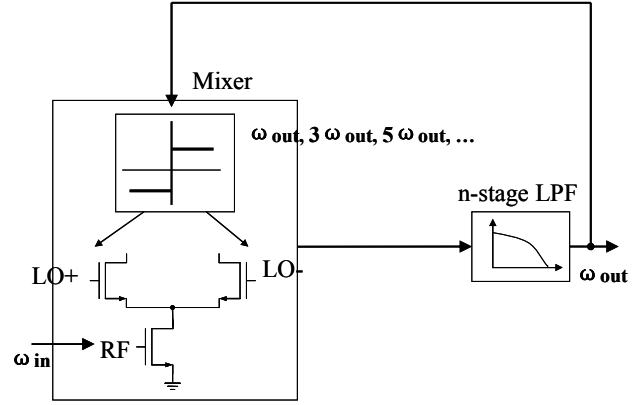 Mixer
ω out, 3 ω out, 5 ω out, ...
n-stage LPF
LO+
LO-
ω out
ω in
RF